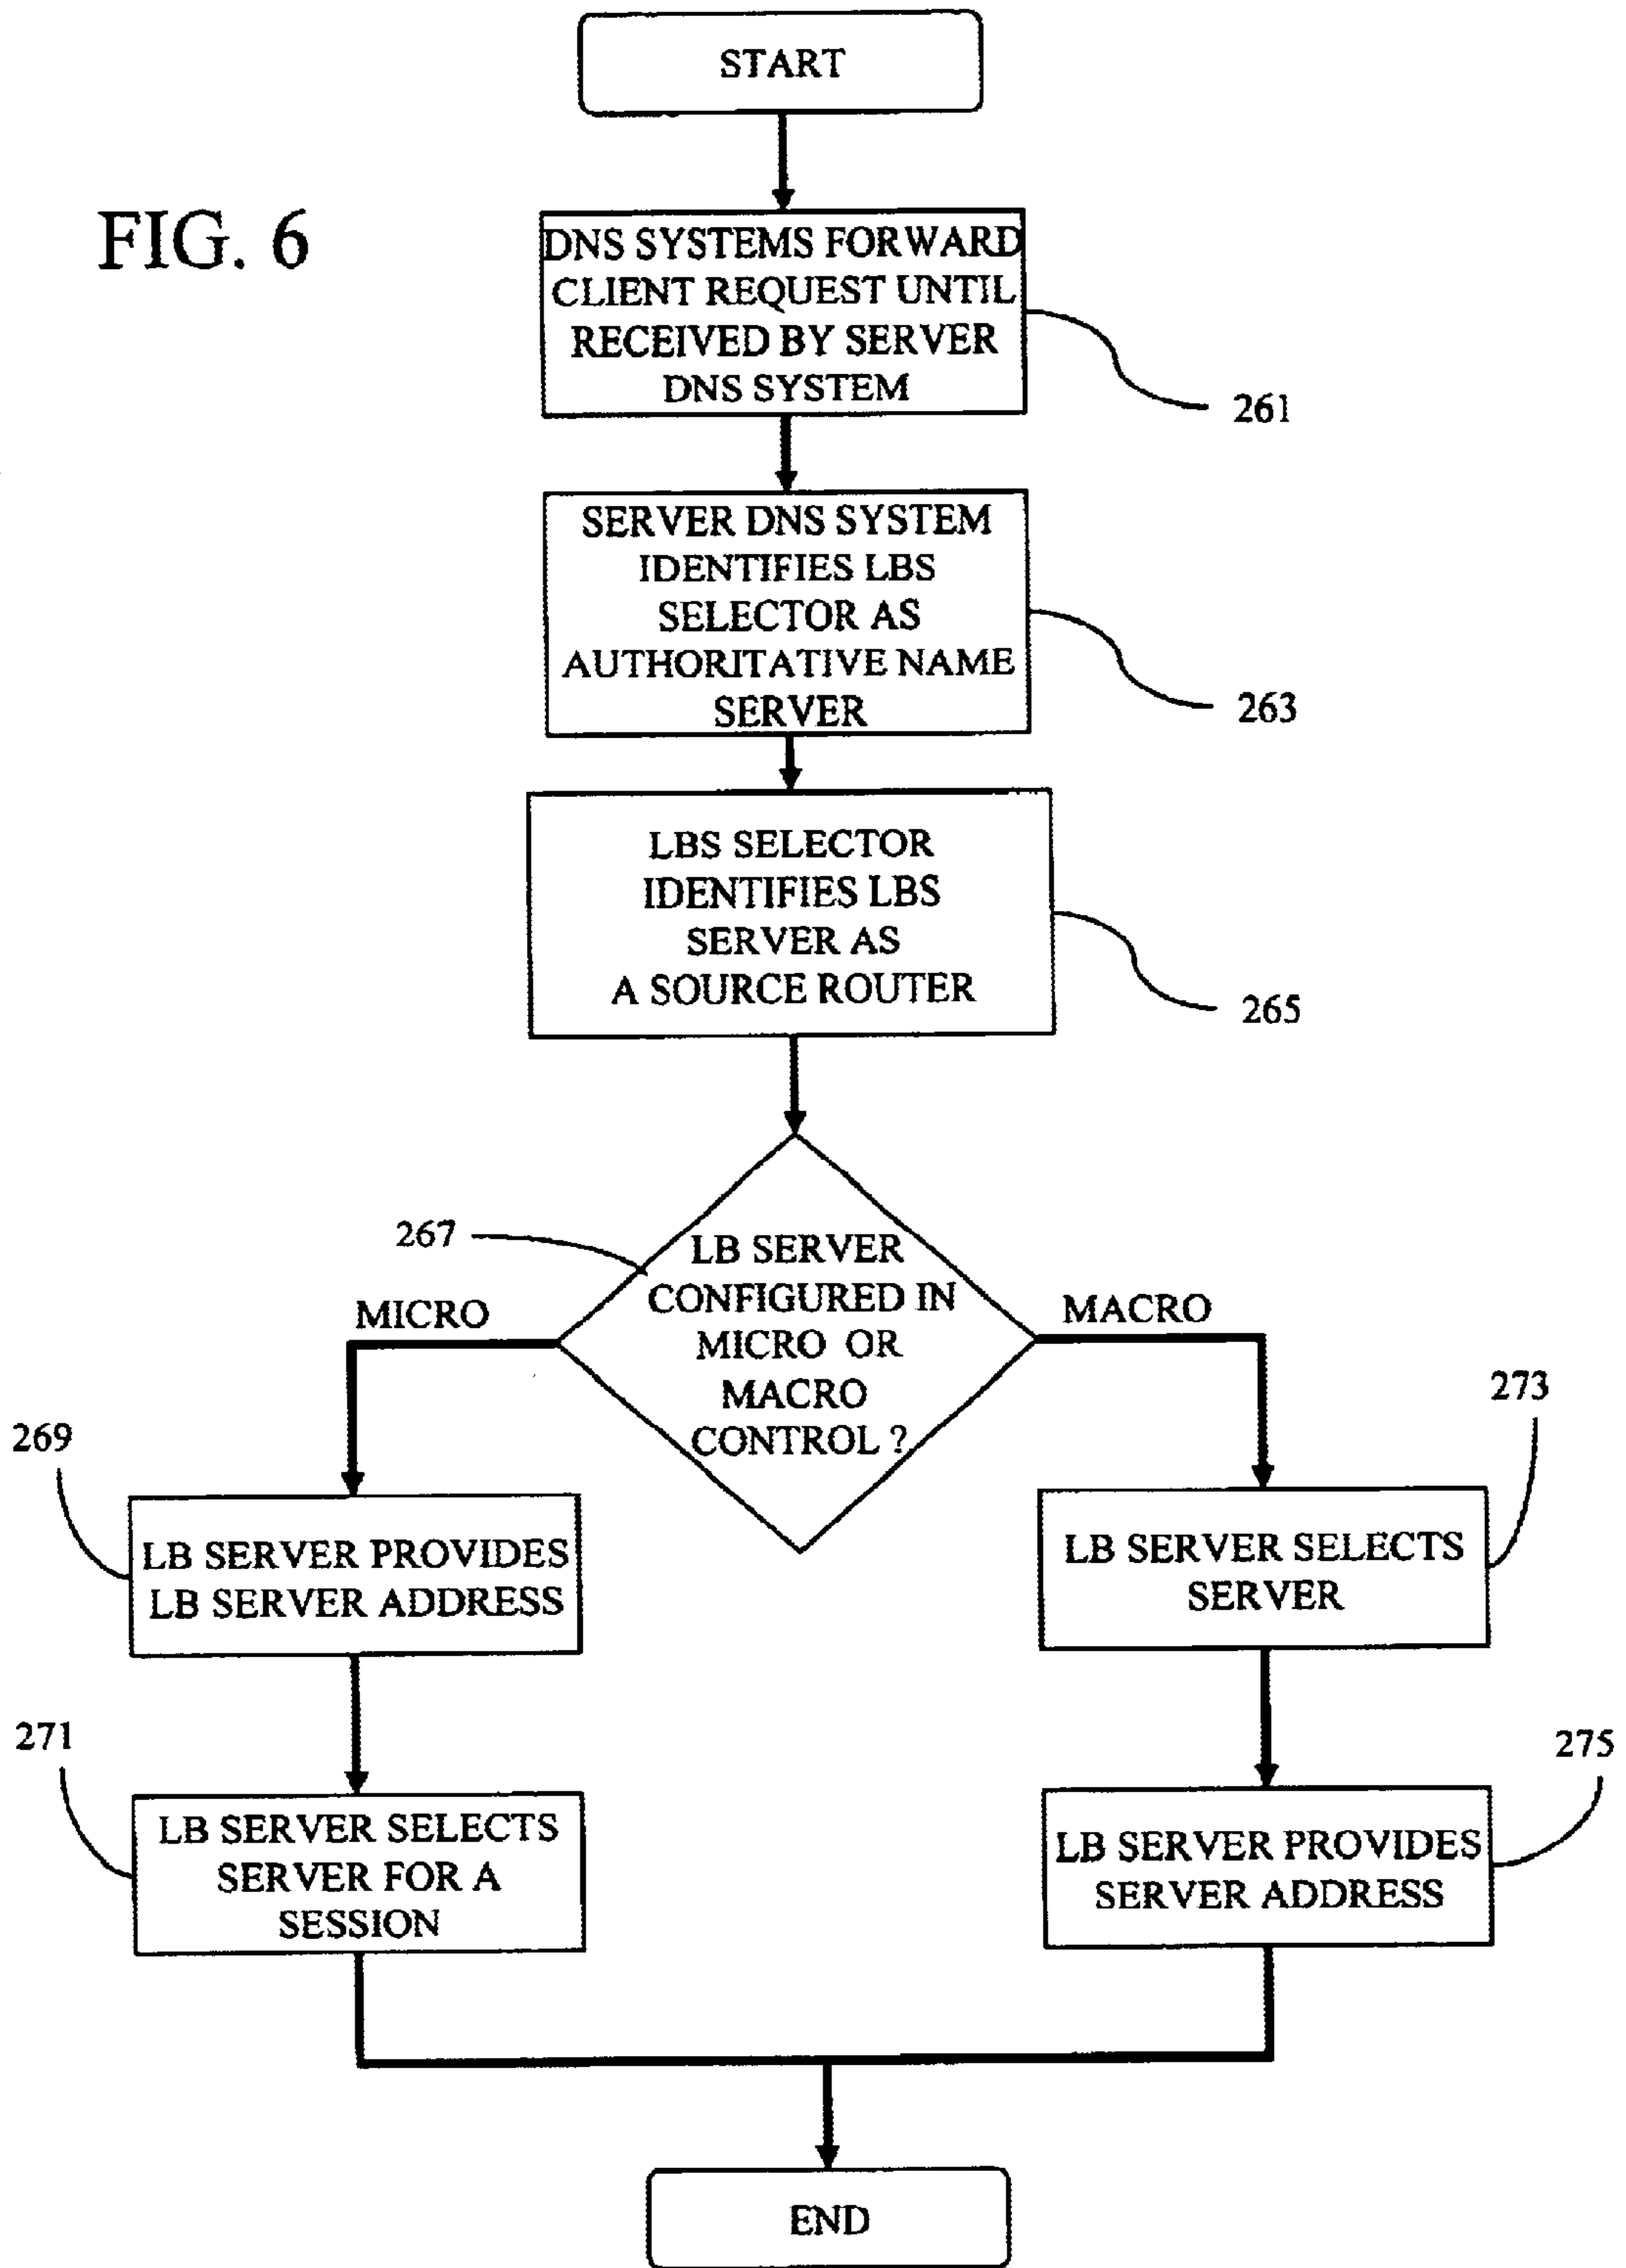 START
FIG. 6
DNS SYSTEMS FORWARD
CLIENT REQUEST UNTIL
RECEIVED BY SERVER
DNS SYSTEM
261
SERVER DNS SYSTEM
IDENTIFIES LBS
SELECTOR AS
AUTHORITATIVE NAME
SERVER
263
LBS SELECTOR
IDENTIFIES LBS
SERVER AS
A SOURCE ROUTER
265
267
LB SERVER
CONFIGURED IN
MICRO OR
MACRO
CONTROL ?
MICRO
MACRO
269
LB SERVER PROVIDES
LB SERVER ADDRESS
273
LB SERVER SELECTS
SERVER
271
LB SERVER SELECTS
SERVER FOR A
SESSION
275
LB SERVER PROVIDES
SERVER ADDRESS
END